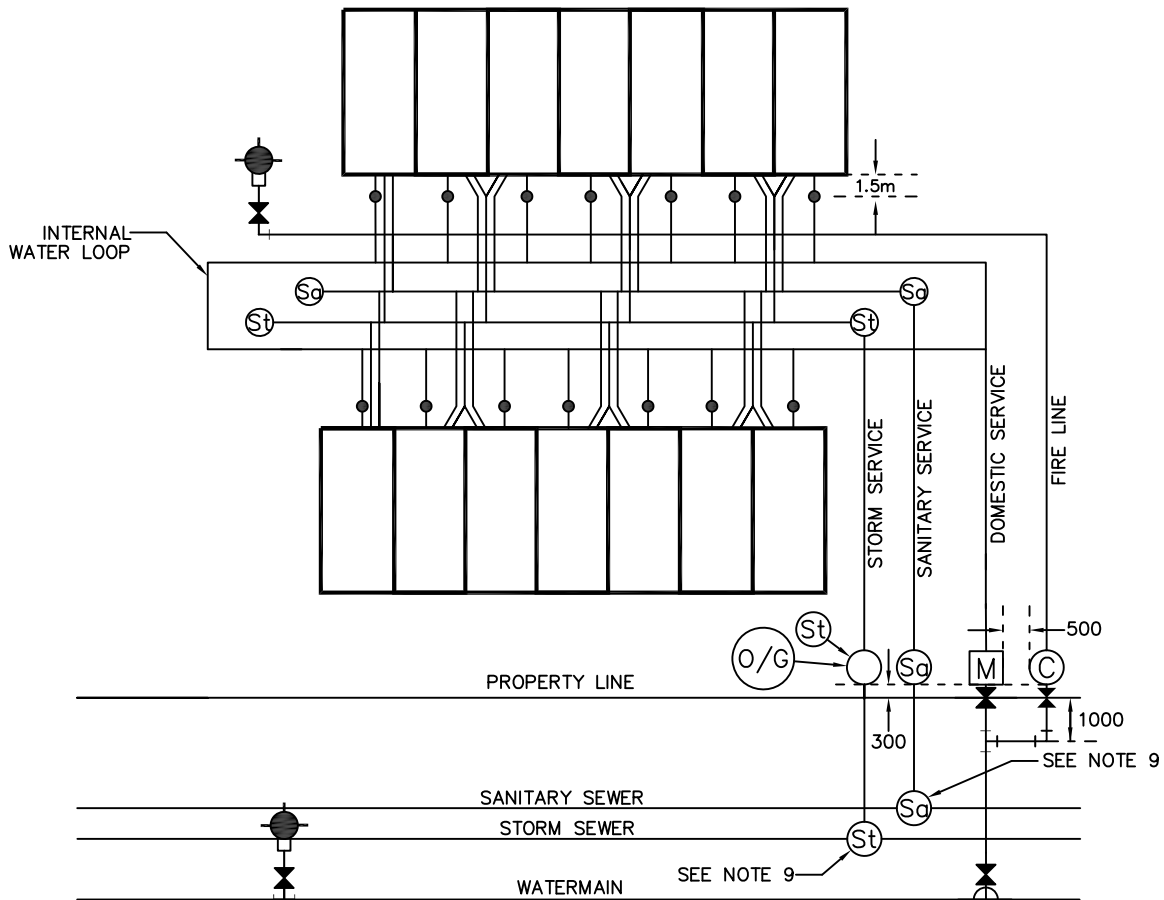 1.5m
INTERNAL
WATER LOOP
Sa
Sa
St
St
STORM SERVICE
SANITARY SERVICE
DOMESTIC SERVICE
FIRE LINE
500
St
O/G
Sa
M
C
PROPERTY LINE
300
1000
SEE NOTE 9
SANITARY SEWER
Sa
STORM SEWER
St
SEE NOTE 9
WATERMAIN